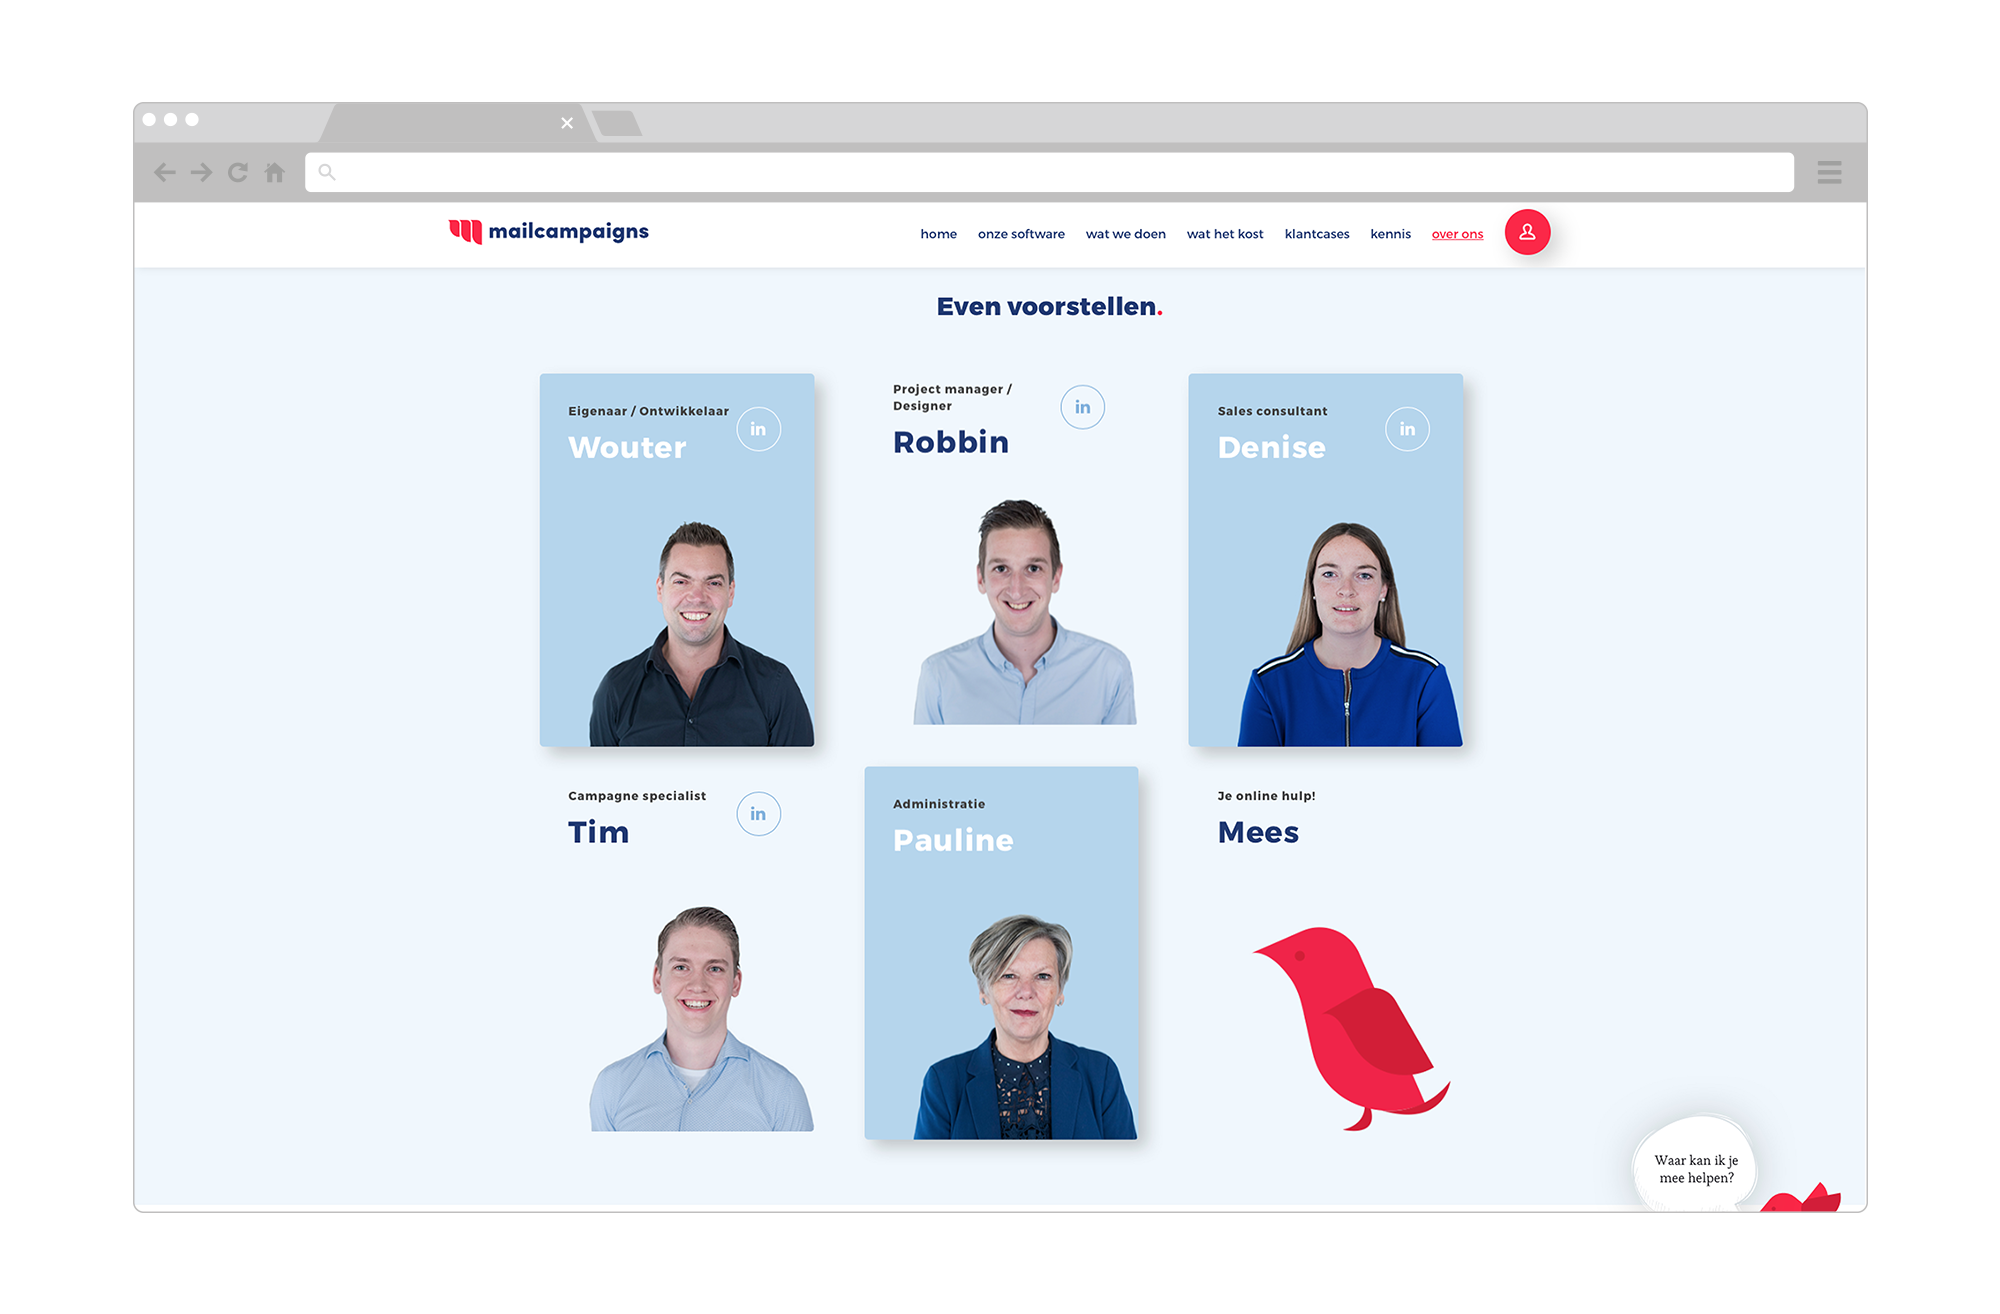 mailcampaigns
home onze software wat we doen wat het kost klantcases kennis over ons
Even voorstellen.
Eigenaar / Ontwikkelaar
Wouter
in
Project manager /
Designer
Robbin
in
Sales consultant
Denise
in
Campagne specialist
Tim
in
Administratie
Pauline
Je online hulp!
Mees
Waar kan ik je
mee helpen?